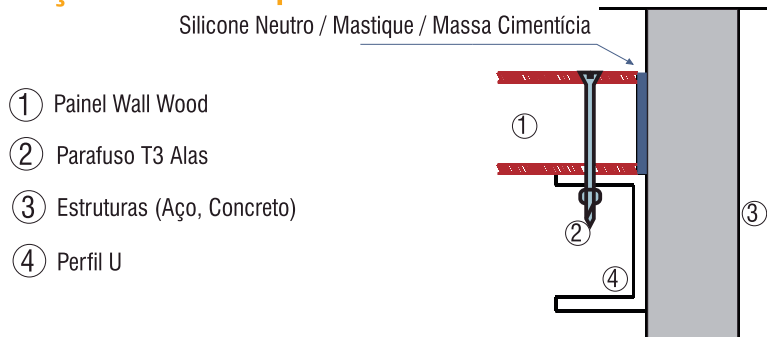 Silicone Neutro / Mastique / Massa Cimentícia
1 Painel Wall Wood
2 Parafuso T3 Alas
3 Estruturas (Aço, Concreto)
4 Perfil U
1
2
3
4